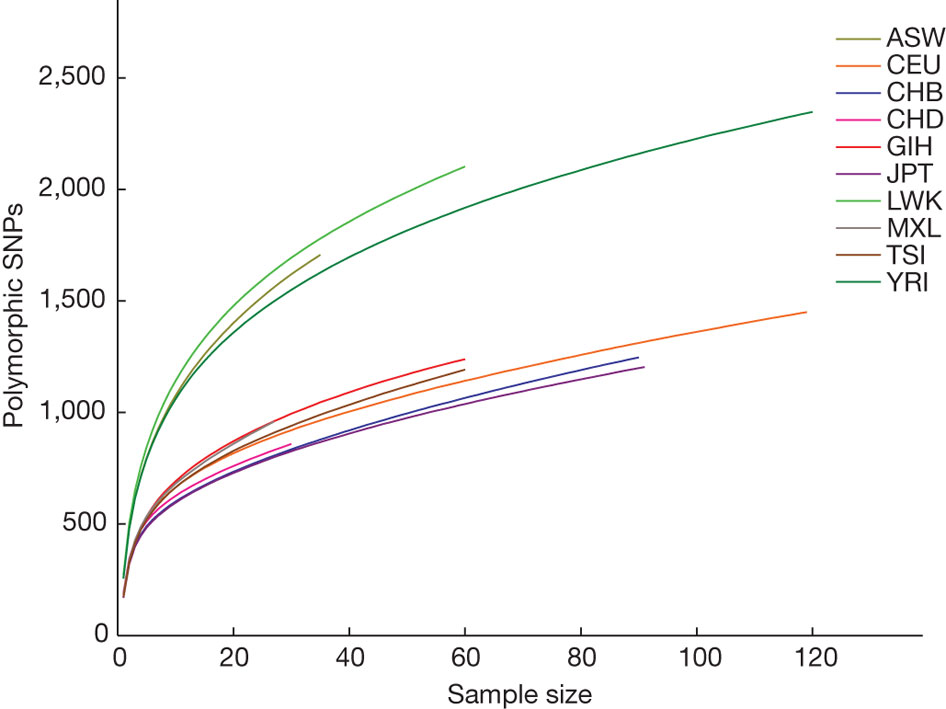 2,500
2,000
1,500
1,000
500
0
Polymorphic SNPs
0 20 40 60 80 100 120
Sample size
ASW
CEU
CHB
CHD
GIH
JPT
LWK
MXL
TSI
YRI